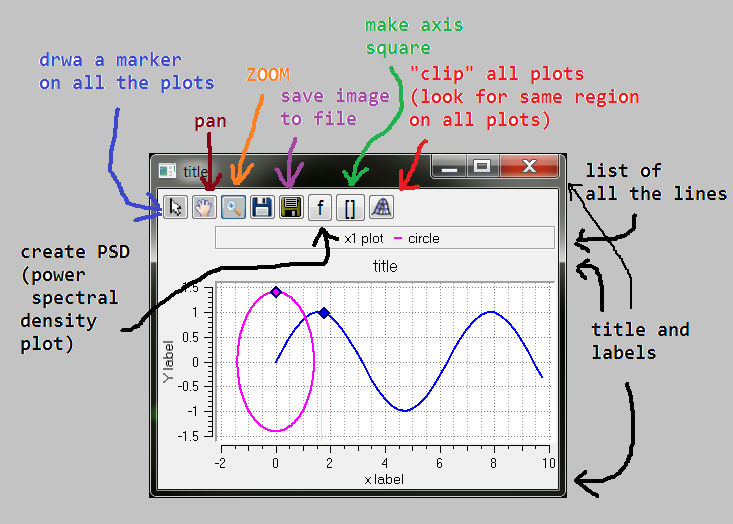 make axis
square
drwa a marker
on all the plots
ZOOM
"clip" all plots
(look for same region
on all plots)
save image
to file
pan
title
list of
all the lines
f
[]
x1 plot
circle
create PSD
(power
spectral
density
plot)
title
title and
labels
Y label
1.5
1
0.5
0
-0.5
-1
-1.5
-2 0 2 4 6 8 10
x label